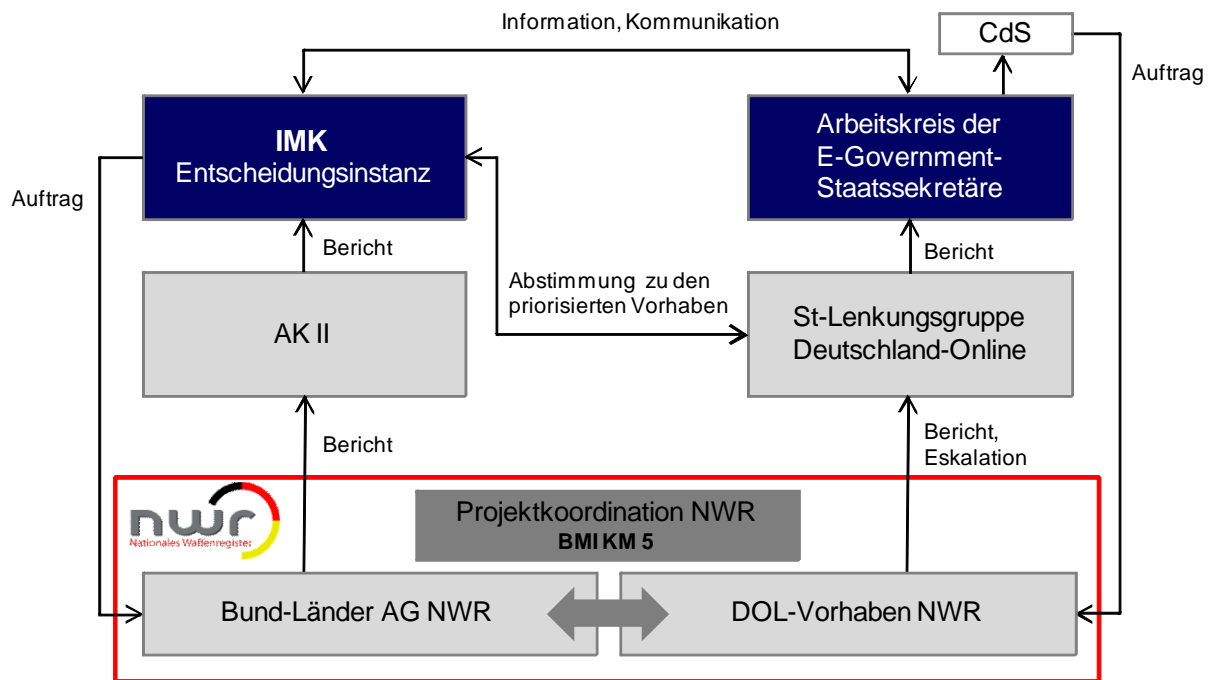 Information, Kommunikation
CdS
Auftrag
IMK
Entscheidungsinstanz
Arbeitskreis der
E-Government-
Staatssekretäre
Auftrag
Bericht
Bericht
Abstimmung zu den
priorisierten Vorhaben
AK II
St-Lenkungsgruppe
Deutschland-Online
Bericht
Bericht,
Eskalation
nwr
Nationales Waffenregister
Projektkoordination NWR
BMI KM 5
Bund-Länder AG NWR
DOL-Vorhaben NWR